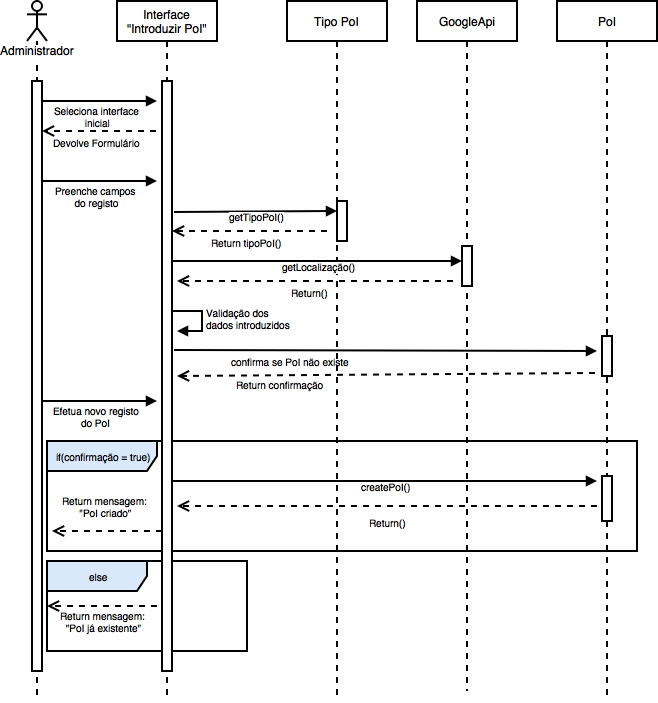 Administrador
Interface
"Introduzir PoI"
Tipo PoI
GoogleApi
PoI
Seleciona interface
inicial
Devolve Formulário
Preenche campos
do registo
getTipoPoI()
Return tipoPoI()
getLocalização()
Return()
Validação dos
dados introduzidos
confirma se PoI não existe
Return confirmação
Efetua novo registo
do PoI
if(confirmação = true)
createPoI()
Return mensagem:
"PoI criado"
Return()
else
Return mensagem:
"PoI já existente"